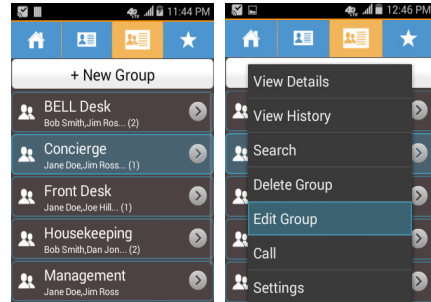 11:44 PM
+ New Group
BELL Desk
Bob Smith,Jim Ros... (2)
Concierge
Jane Doe,Jim Ross... (1)
Front Desk
Jane Doe,Joe Hill... (1)
Housekeeping
Bob Smith,Dan Jon... (2)
Management
Jane Doe,Jim Ross
12:46 PM
View Details
View History
Search
Delete Group
Edit Group
Call
Settings